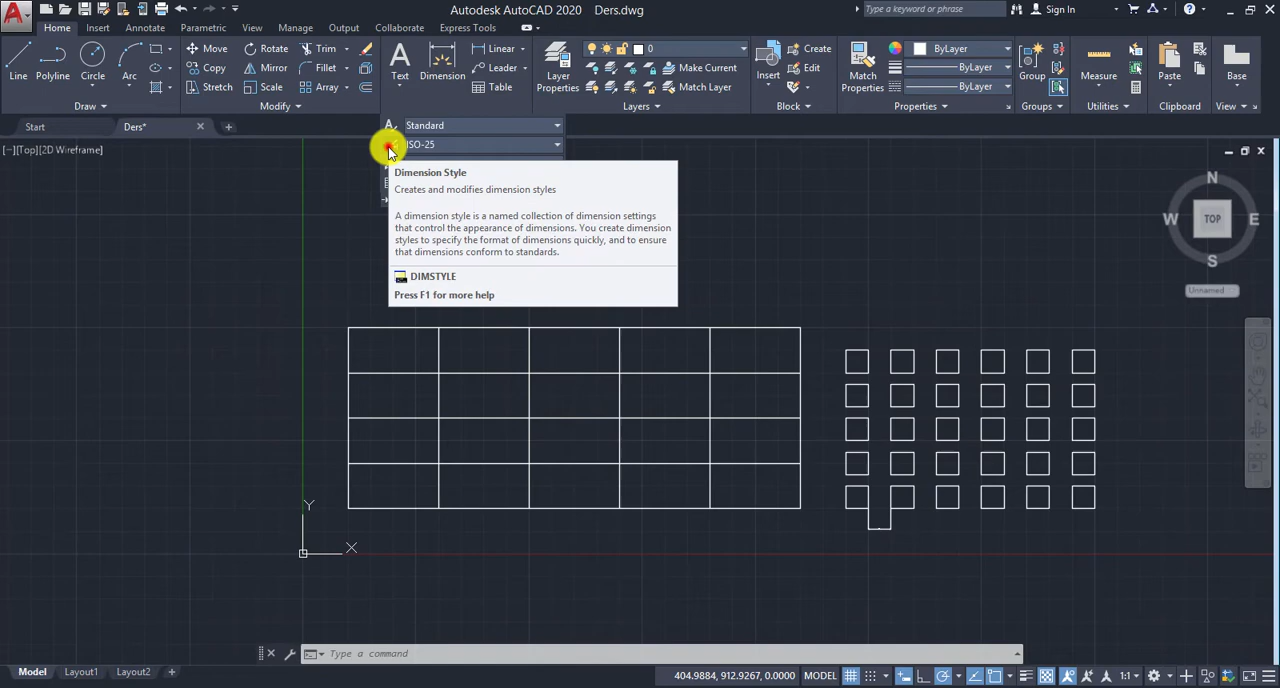 Autodesk AutoCAD 2020 Ders.dwg
Type a keyword or phrase
Sign In
Home Insert Annotate Parametric View Manage Output Collaborate Express Tools
Line Polyline Circle Arc
Draw
Move Rotate Trim
Copy Mirror Fillet
Stretch Scale Array
Modify
Text Dimension
Linear
Leader
Table
Layer
Properties
0
Make Current
Match Layer
Layers
Insert
Create
Edit
Block
Match
Properties
ByLayer
ByLayer
ByLayer
Properties
Group
Groups
Measure
Utilities
Paste
Clipboard
Base
View
Start
Ders*
Standard
ISO-25
[−][Top][2D Wireframe]
Dimension Style
Creates and modifies dimension styles
A dimension style is a named collection of dimension settings
that control the appearance of dimensions. You create dimension
styles to specify the format of dimensions quickly, and to ensure
that dimensions conform to standards.
DIMSTYLE
Press F1 for more help
N
W TOP E
S
Unnamed
Y
X
Type a command
Model Layout1 Layout2
404.9884, 912.9267, 0.0000 MODEL
1:1